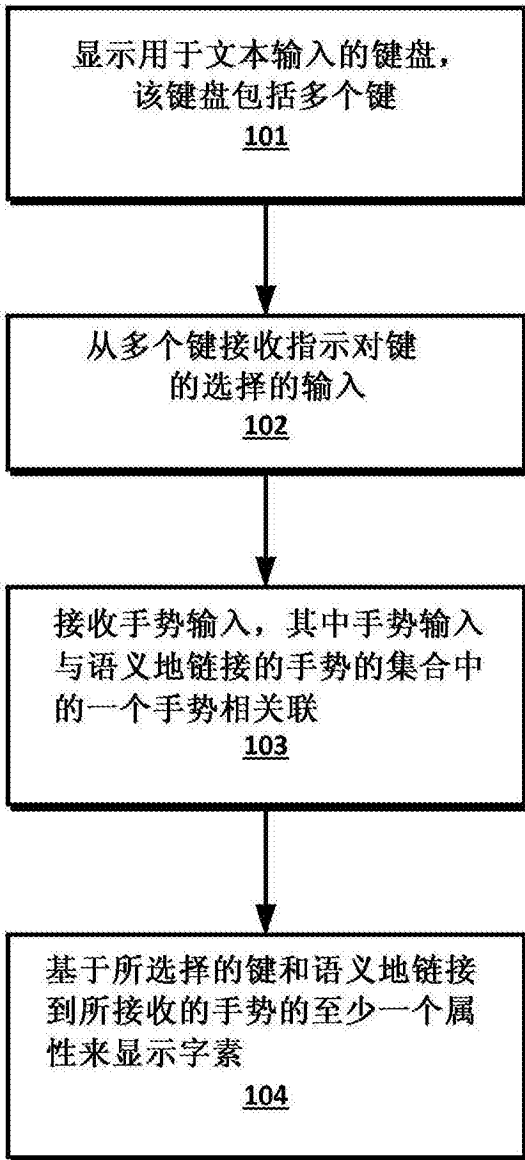 显示用于文本输入的键盘，
该键盘包括多个键
101
从多个键接收指示对键
的选择的输入
102
接收手势输入，其中手势输入
与语义地链接的手势的集合中
的一个手势相关联
103
基于所选择的键和语义地链接
到所接收的手势的至少一个属
性来显示字素
104